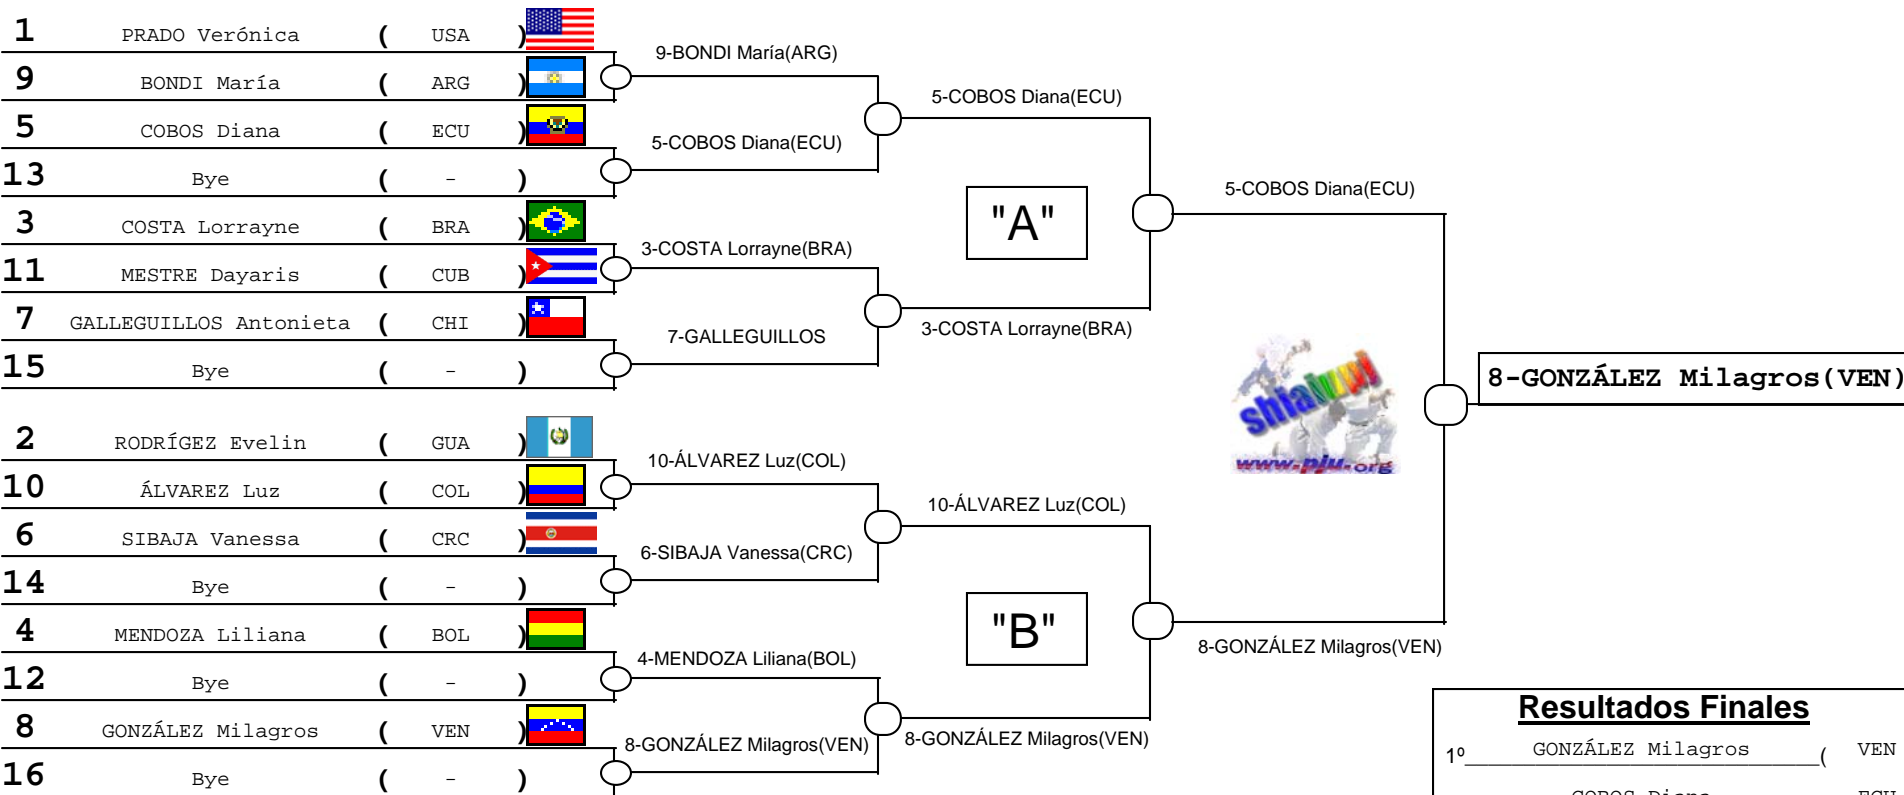 1 PRADO Verónica ( USA )
9 BONDI María ( ARG )
5 COBOS Diana ( ECU )
13 Bye ( - )
3 COSTA Lorrayne ( BRA )
11 MESTRE Dayaris ( CUB )
7 GALLEGUILLOS Antonieta ( CHI )
15 Bye ( - )
2 RODRÍGEZ Evelin ( GUA )
10 ÁLVAREZ Luz ( COL )
6 SIBAJA Vanessa ( CRC )
14 Bye ( - )
4 MENDOZA Liliana ( BOL )
12 Bye ( - )
8 GONZÁLEZ Milagros ( VEN )
16 Bye ( - )
9-BONDI María(ARG)
5-COBOS Diana(ECU)
3-COSTA Lorrayne(BRA)
7-GALLEGUILLOS
10-ÁLVAREZ Luz(COL)
6-SIBAJA Vanessa(CRC)
4-MENDOZA Liliana(BOL)
8-GONZÁLEZ Milagros(VEN)
5-COBOS Diana(ECU)
"A"
3-COSTA Lorrayne(BRA)
10-ÁLVAREZ Luz(COL)
"B"
8-GONZÁLEZ Milagros(VEN)
5-COBOS Diana(ECU)
shiai
www.pju.org
8-GONZÁLEZ Milagros(VEN)
8-GONZÁLEZ Milagros(VEN)
Resultados Finales
1º GONZÁLEZ Milagros ( VEN
COBOS Diana ECU